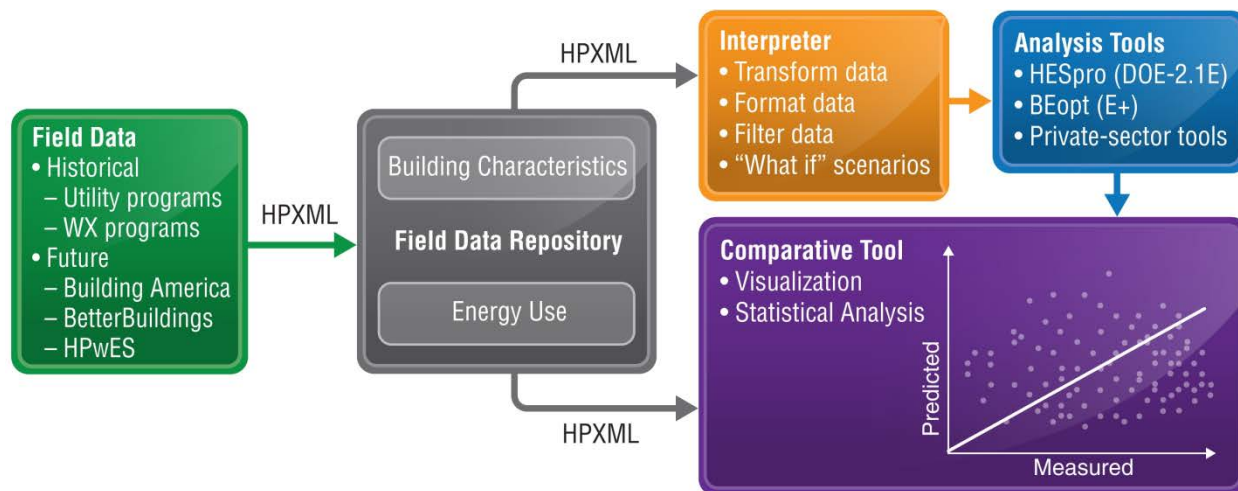 Field Data
• Historical
– Utility programs
– WX programs
• Future
– Building America
– BetterBuildings
– HPwES
HPXML
Building Characteristics
Field Data Repository
Energy Use
HPXML
HPXML
Interpreter
• Transform data
• Format data
• Filter data
• “What if” scenarios
Analysis Tools
• HESpro (DOE-2.1E)
• BEopt (E+)
• Private-sector tools
Comparative Tool
• Visualization
• Statistical Analysis
Predicted
Measured